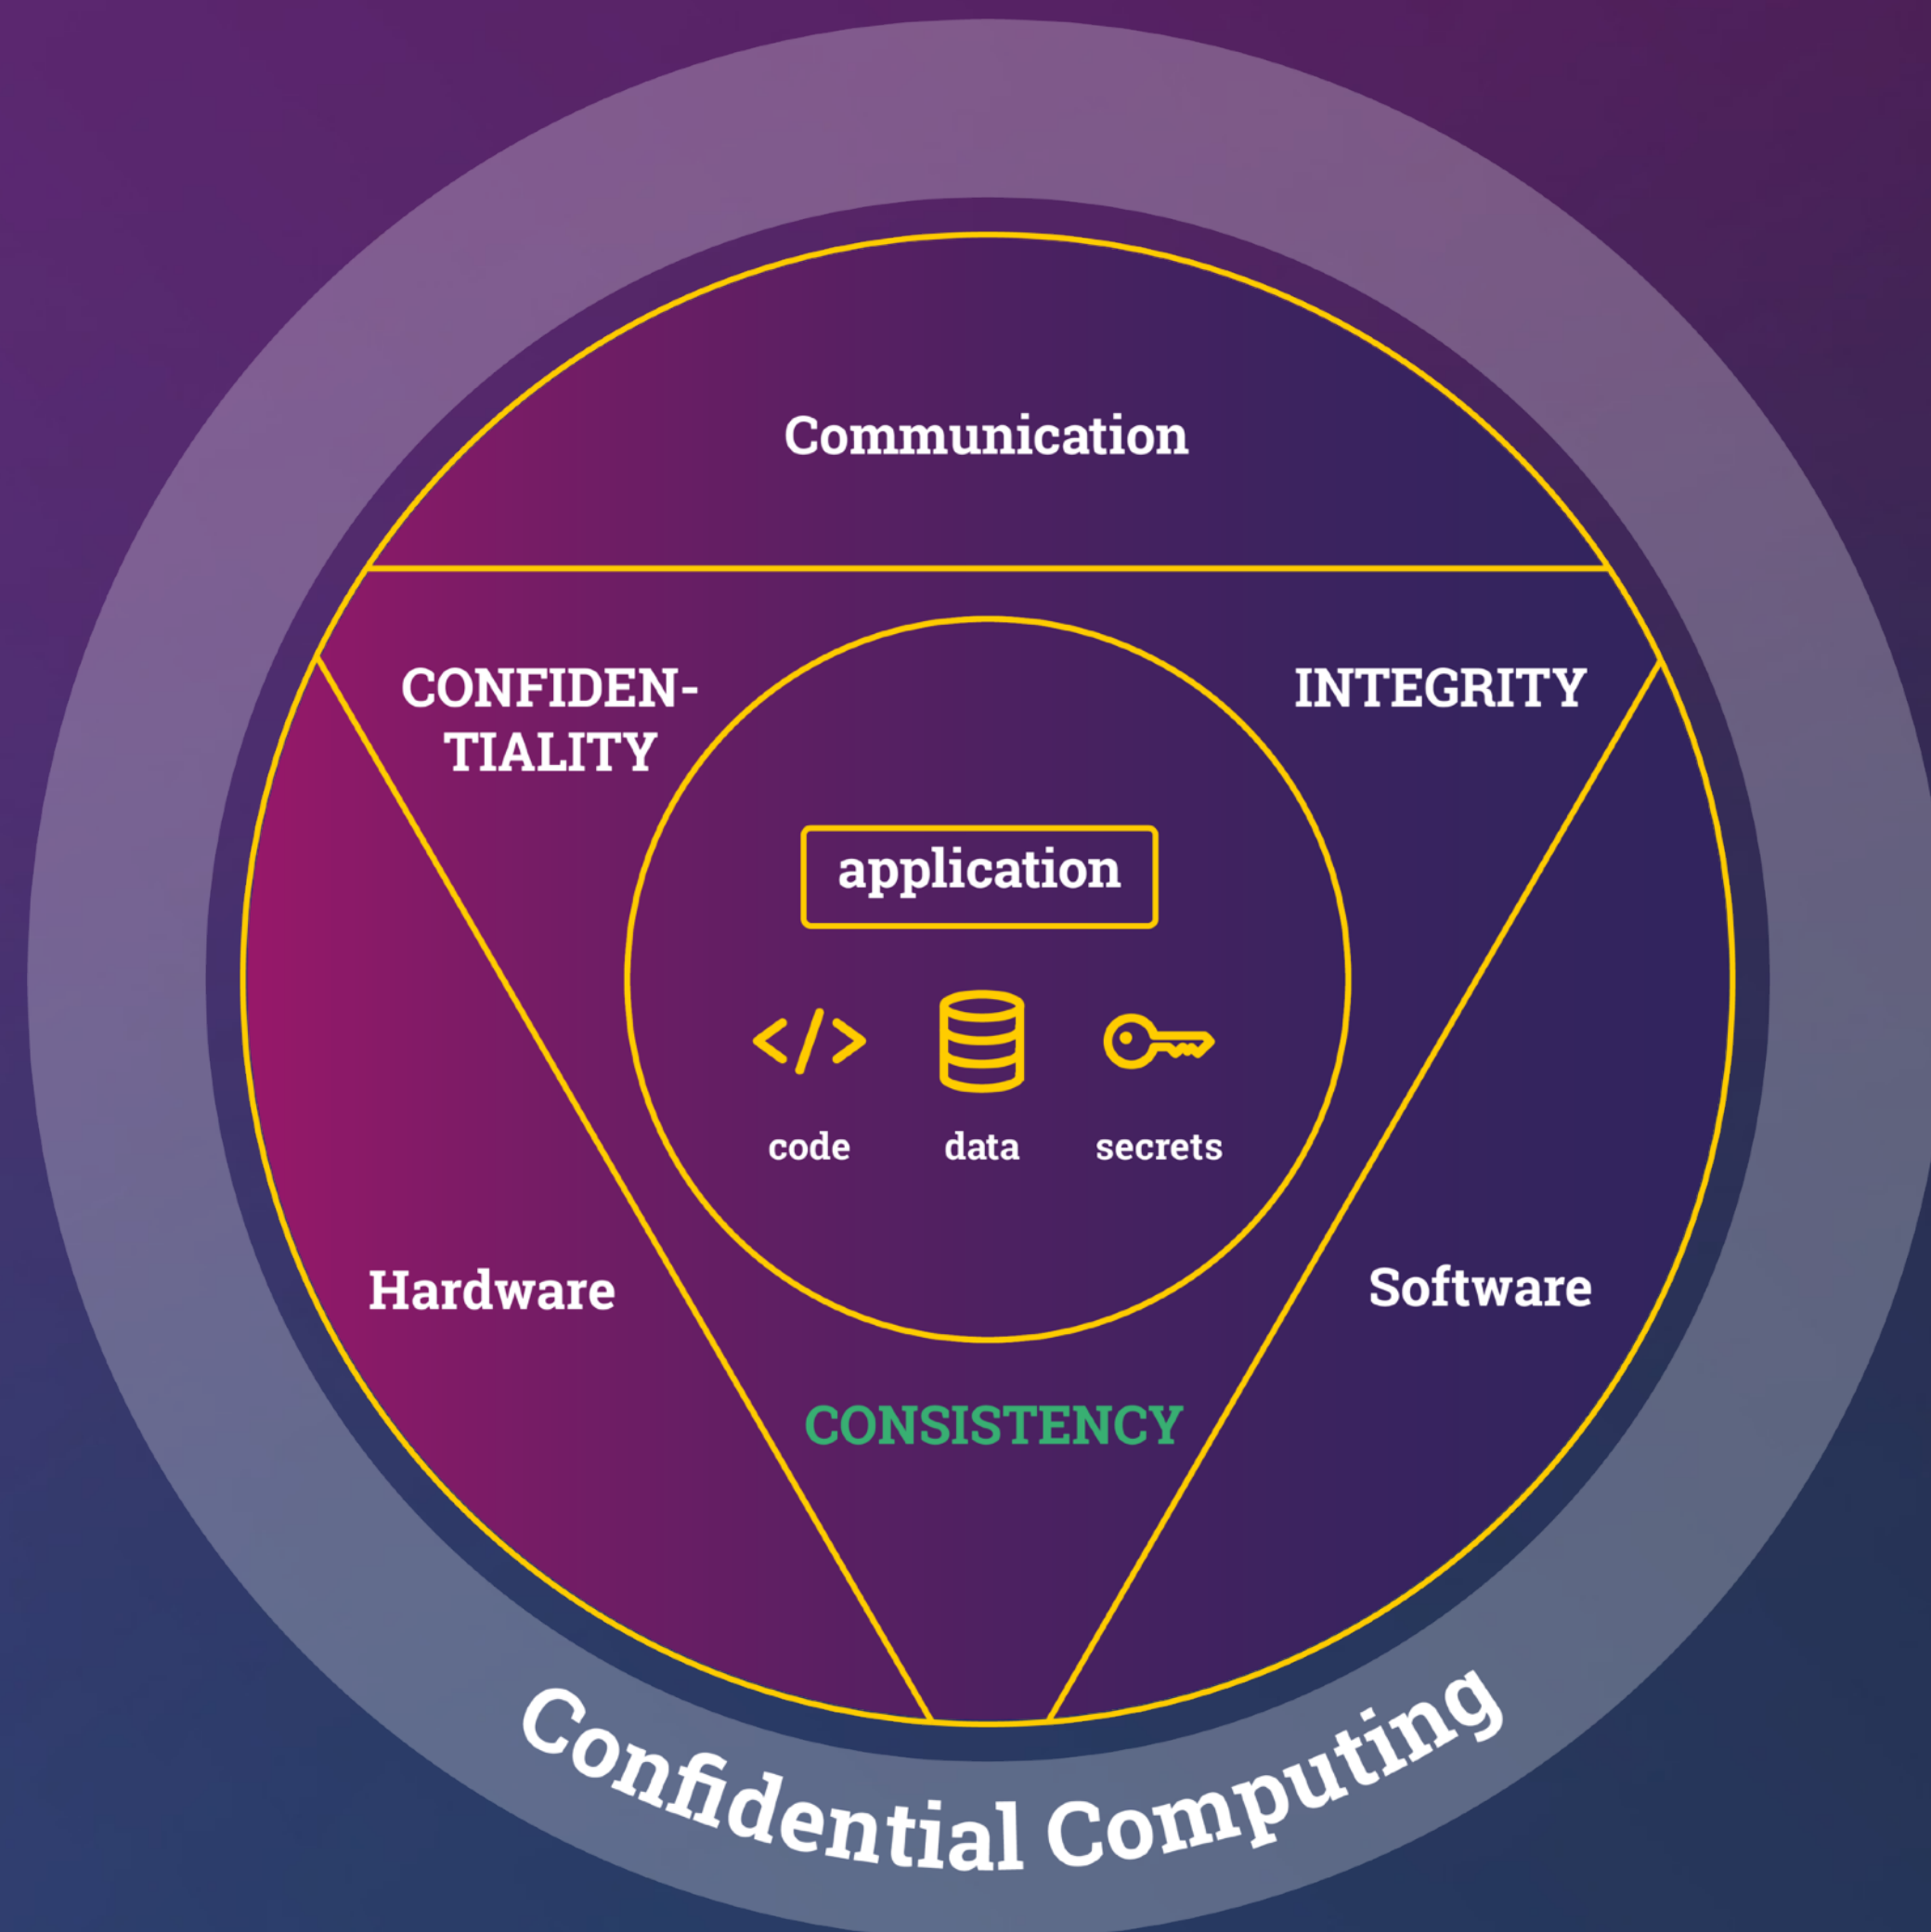 Communication
CONFIDEN-
TIALITY
INTEGRITY
application
code
data
secrets
Hardware
Software
CONSISTENCY
Confidential Computing